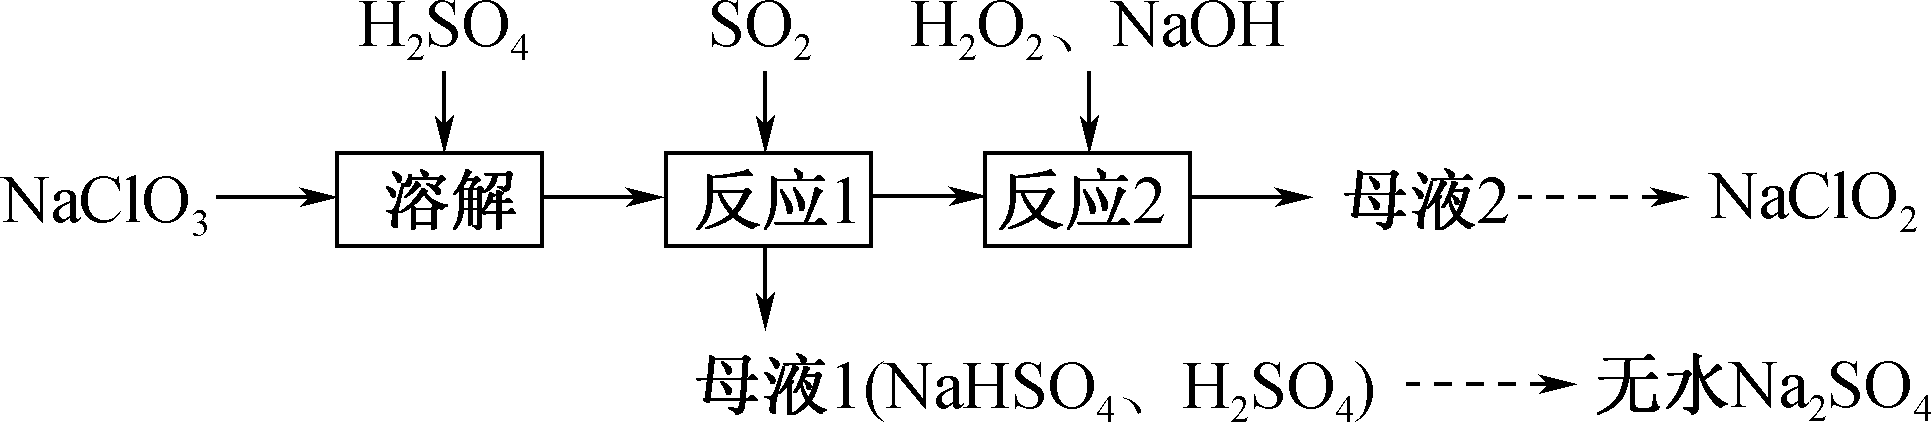 H₂SO₄ SO₂ H₂O₂、NaOH
NaClO₃ 溶解 反应1 反应2 母液2 NaClO₂
母液1(NaHSO₄、H₂SO₄) 无水Na₂SO₄